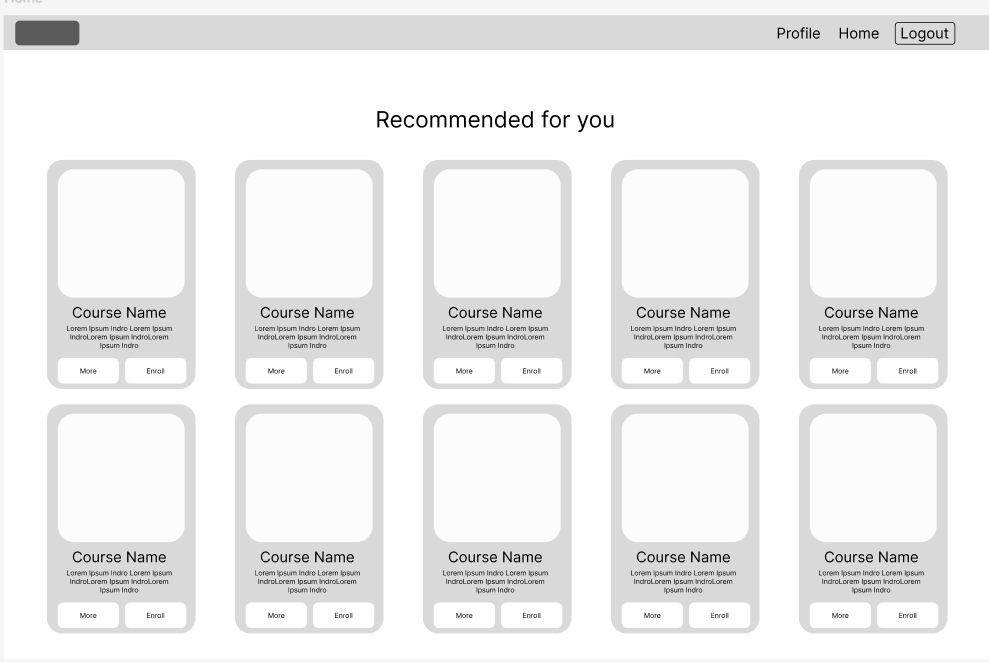 Home
Profile Home Logout
Recommended for you
Course Name Course Name Course Name Course Name Course Name
Lorem Ipsum Indro Lorem Ipsum Lorem Ipsum Indro Lorem Ipsum Lorem Ipsum Indro Lorem Ipsum Lorem Ipsum Indro Lorem Ipsum Lorem Ipsum Indro Lorem Ipsum
IndroLorem Ipsum IndroLorem IndroLorem Ipsum IndroLorem IndroLorem Ipsum IndroLorem IndroLorem Ipsum IndroLorem IndroLorem Ipsum IndroLorem
Ipsum Indro Ipsum Indro Ipsum Indro Ipsum Indro Ipsum Indro
More Enroll More Enroll More Enroll More Enroll More Enroll
Course Name Course Name Course Name Course Name Course Name
Lorem Ipsum Indro Lorem Ipsum Lorem Ipsum Indro Lorem Ipsum Lorem Ipsum Indro Lorem Ipsum Lorem Ipsum Indro Lorem Ipsum Lorem Ipsum Indro Lorem Ipsum
IndroLorem Ipsum IndroLorem IndroLorem Ipsum IndroLorem IndroLorem Ipsum IndroLorem IndroLorem Ipsum IndroLorem IndroLorem Ipsum IndroLorem
Ipsum Indro Ipsum Indro Ipsum Indro Ipsum Indro Ipsum Indro
More Enroll More Enroll More Enroll More Enroll More Enroll